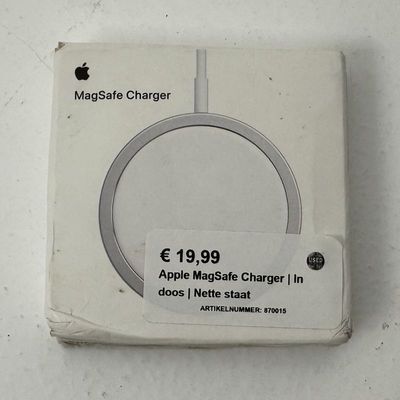 MagSafe Charger
€ 19,99
USED
Apple MagSafe Charger | In
doos | Nette staat
ARTIKELNUMMER: 870015